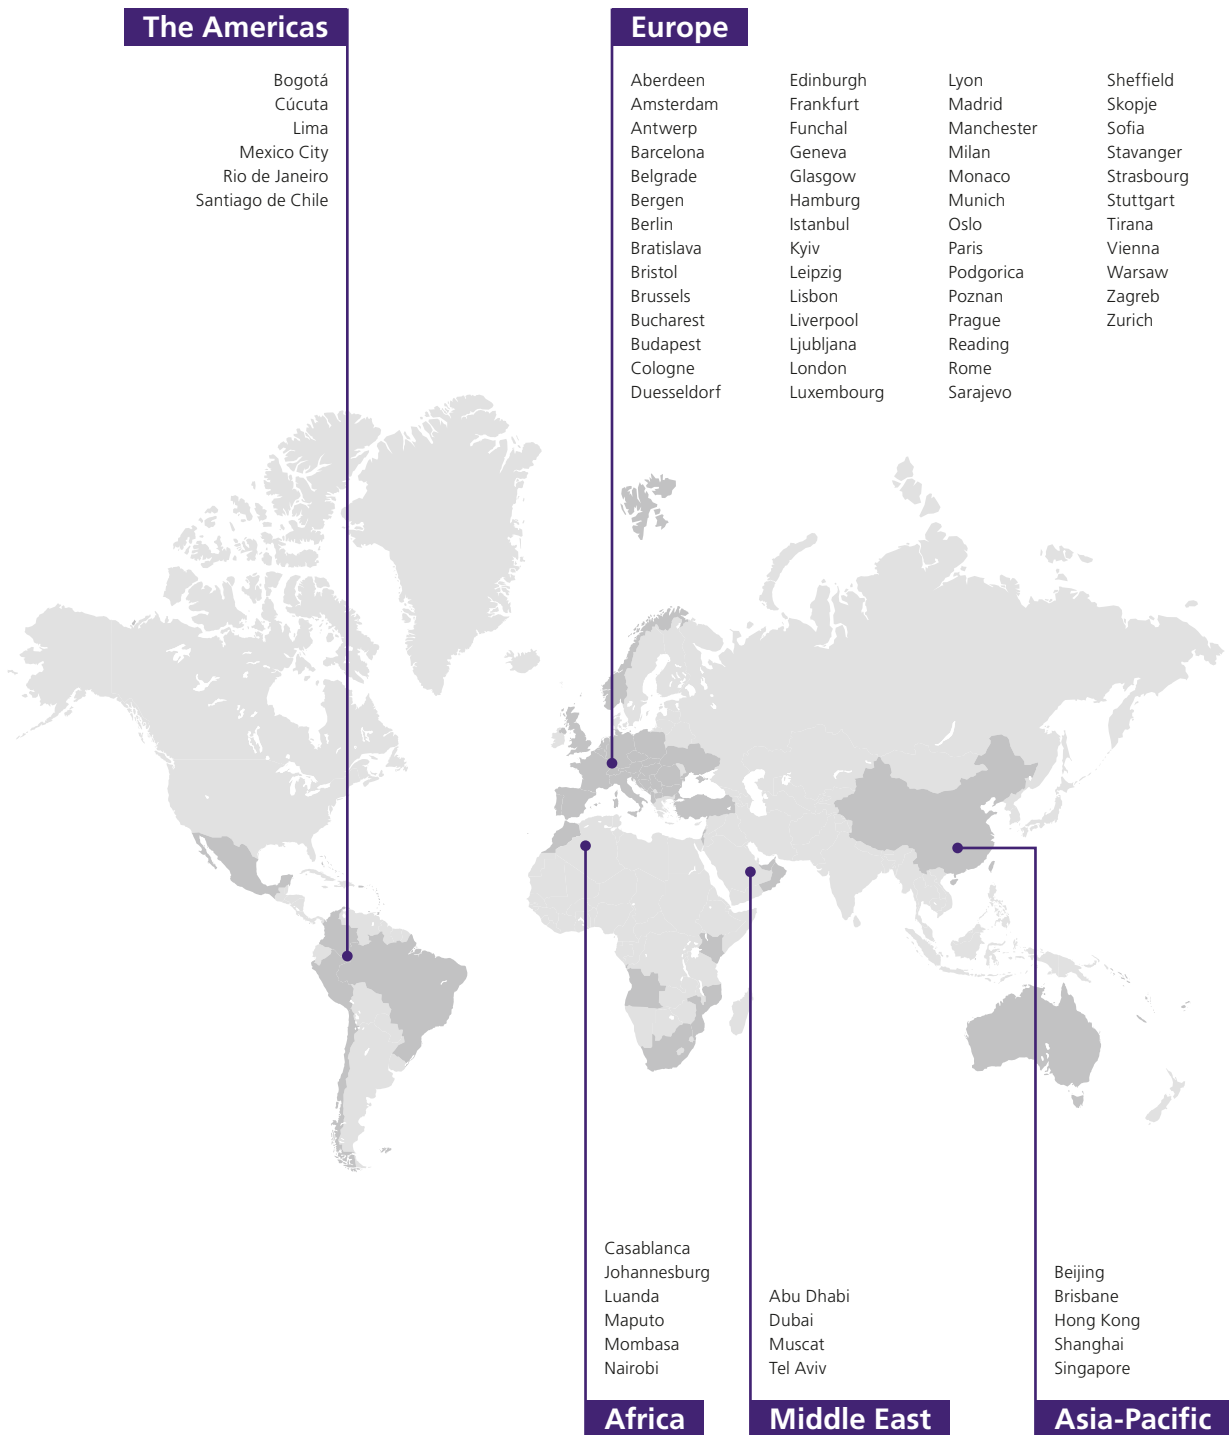 The Americas
Bogotá
Cúcuta
Lima
Mexico City
Rio de Janeiro
Santiago de Chile
Europe
Aberdeen
Amsterdam
Antwerp
Barcelona
Belgrade
Bergen
Berlin
Bratislava
Bristol
Brussels
Bucharest
Budapest
Cologne
Duesseldorf
Edinburgh
Frankfurt
Funchal
Geneva
Glasgow
Hamburg
Istanbul
Kyiv
Leipzig
Lisbon
Liverpool
Ljubljana
London
Luxembourg
Lyon
Madrid
Manchester
Milan
Monaco
Munich
Oslo
Paris
Podgorica
Poznan
Prague
Reading
Rome
Sarajevo
Sheffield
Skopje
Sofia
Stavanger
Strasbourg
Stuttgart
Tirana
Vienna
Warsaw
Zagreb
Zurich
Casablanca
Johannesburg
Luanda
Maputo
Mombasa
Nairobi
Africa
Abu Dhabi
Dubai
Muscat
Tel Aviv
Middle East
Beijing
Brisbane
Hong Kong
Shanghai
Singapore
Asia-Pacific